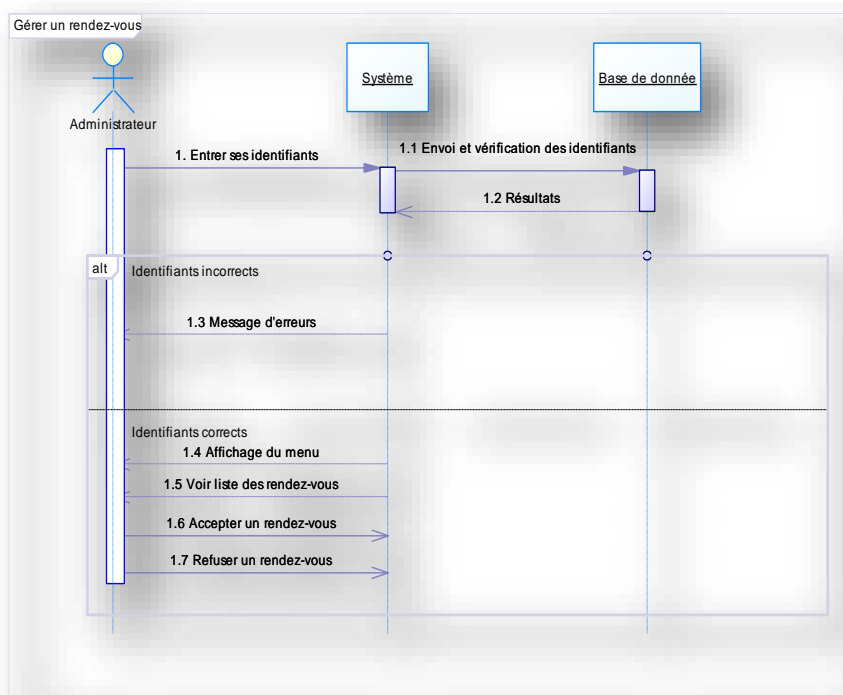 Gérer un rendez-vous
Système
Base de donnée
Administrateur
1. Entrer ses identifiants
1.1 Envoi et vérification des identifiants
1.2 Résultats
alt
Identifiants incorrects
1.3 Message d'erreurs
Identifiants corrects
1.4 Affichage du menu
1.5 Voir liste des rendez-vous
1.6 Accepter un rendez-vous
1.7 Refuser un rendez-vous